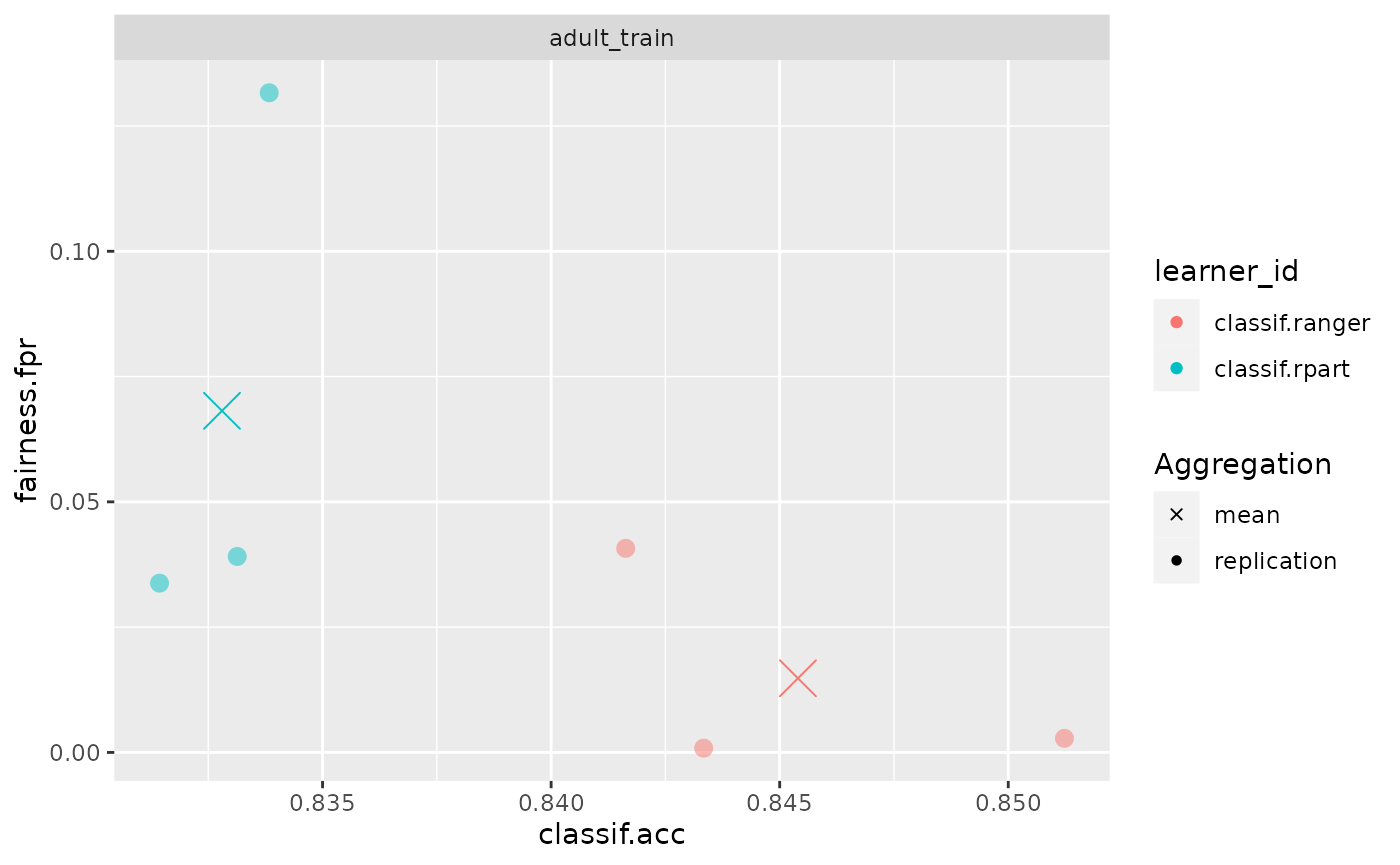 adult_train
fairness.fpr
0.10
0.05
0.00
0.835
0.840
0.845
0.850
classif.acc
learner_id
classif.ranger
classif.rpart
Aggregation
mean
replication